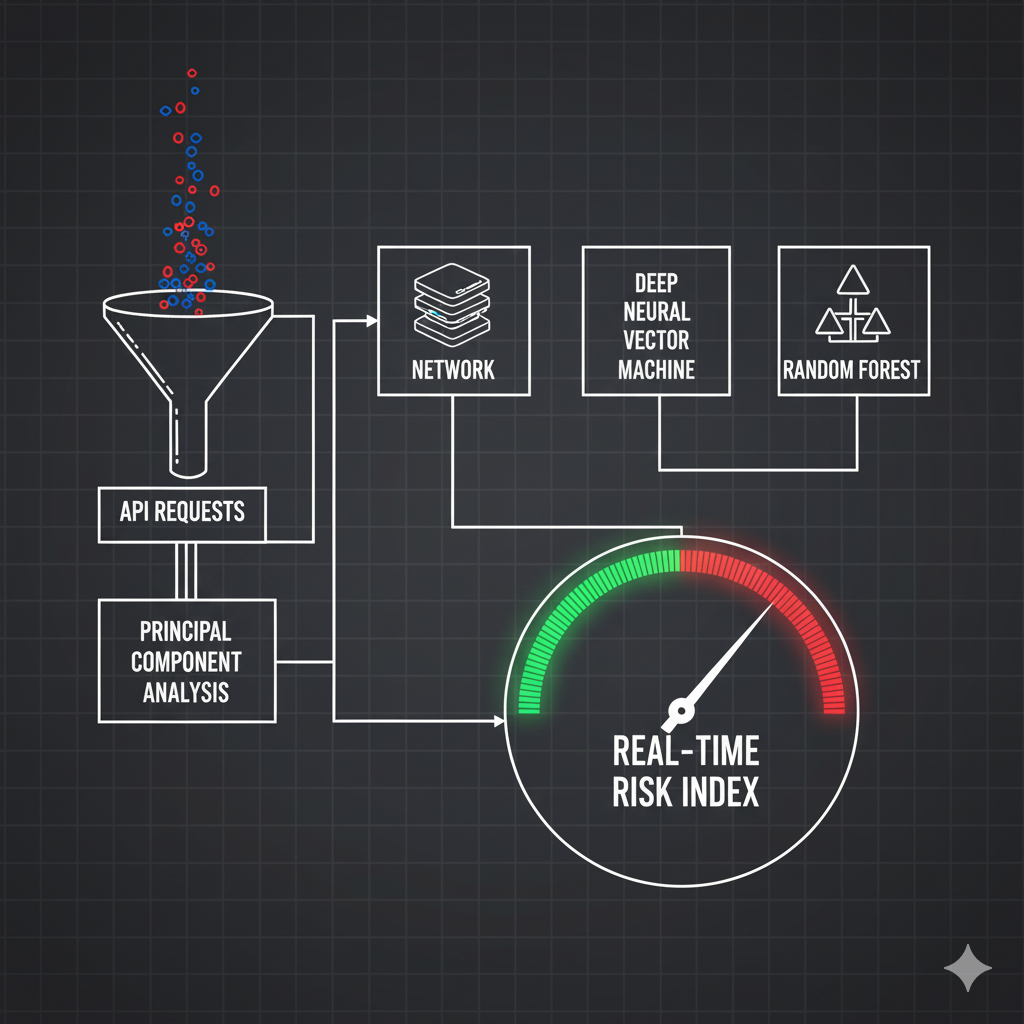 API REQUESTS
PRINCIPAL
COMPONENT
ANALYSIS
NETWORK
DEEP
NEURAL
VECTOR
MACHINE
RANDOM FOREST
REAL-TIME
RISK INDEX